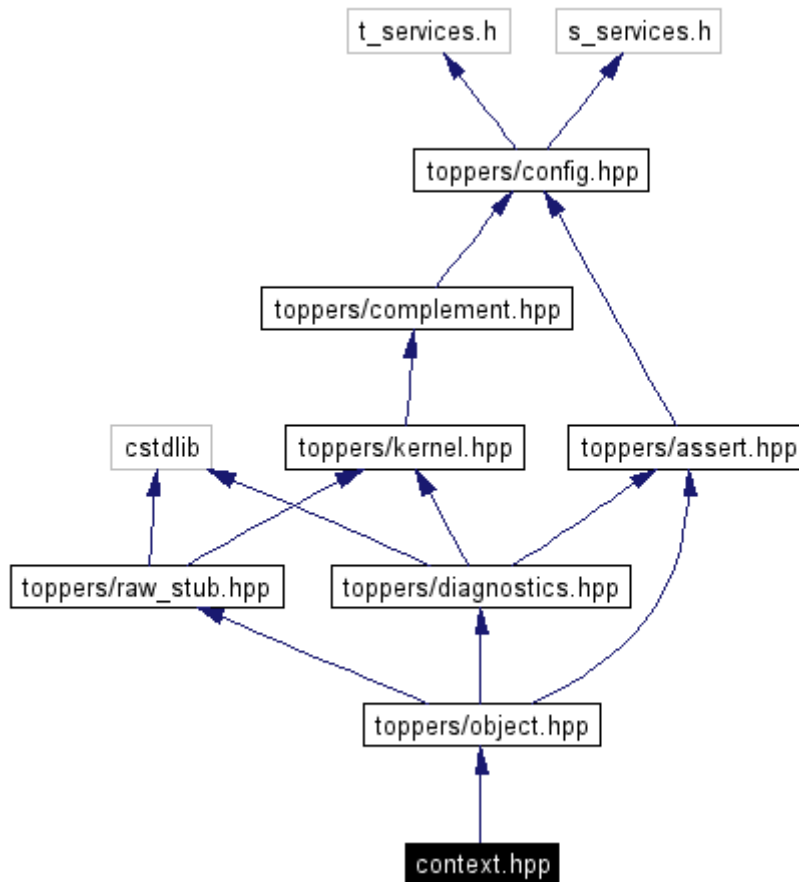 t_services.h
s_services.h
toppers/config.hpp
toppers/complement.hpp
cstdlib
toppers/kernel.hpp
toppers/assert.hpp
toppers/raw_stub.hpp
toppers/diagnostics.hpp
toppers/object.hpp
context.hpp